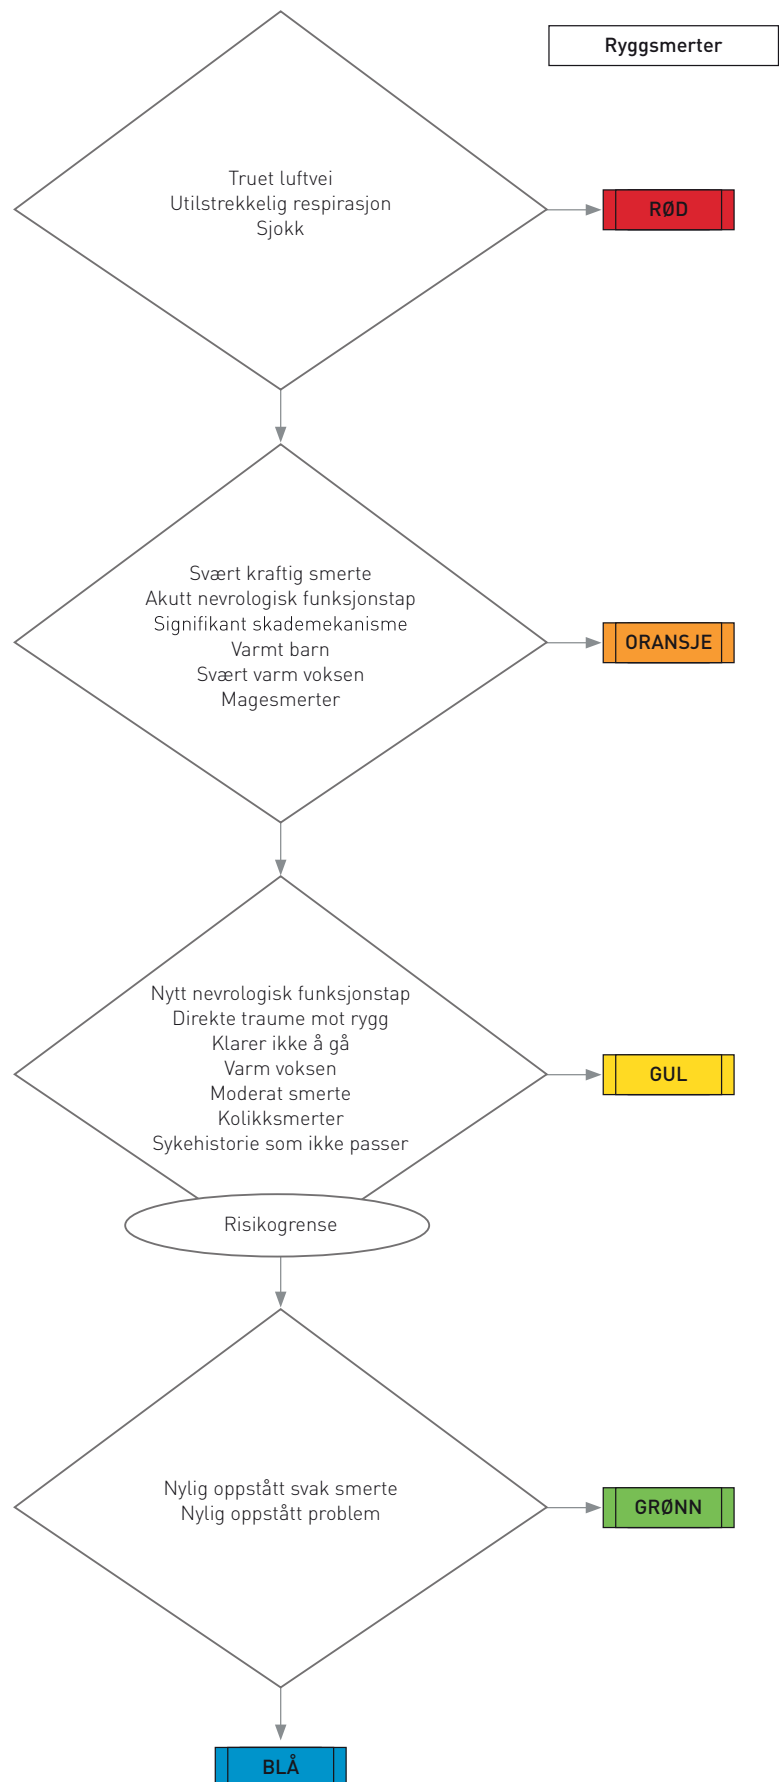 Ryggsmerter
Truet luftvei
Utilstrekkelig respirasjon
Sjokk
RØD
Svært kraftig smerte
Akutt nevrologisk funksjonstap
Signifikant skademekanisme
Varmt barn
Svært varm voksen
Magesmerter
ORANSJE
Nytt nevrologisk funksjonstap
Direkte traume mot rygg
Klarer ikke å gå
Varm voksen
Moderat smerte
Kolikksmerter
Sykehistorie som ikke passer
GUL
Risikogrense
Nylig oppstått svak smerte
Nylig oppstått problem
GRØNN
BLÅ